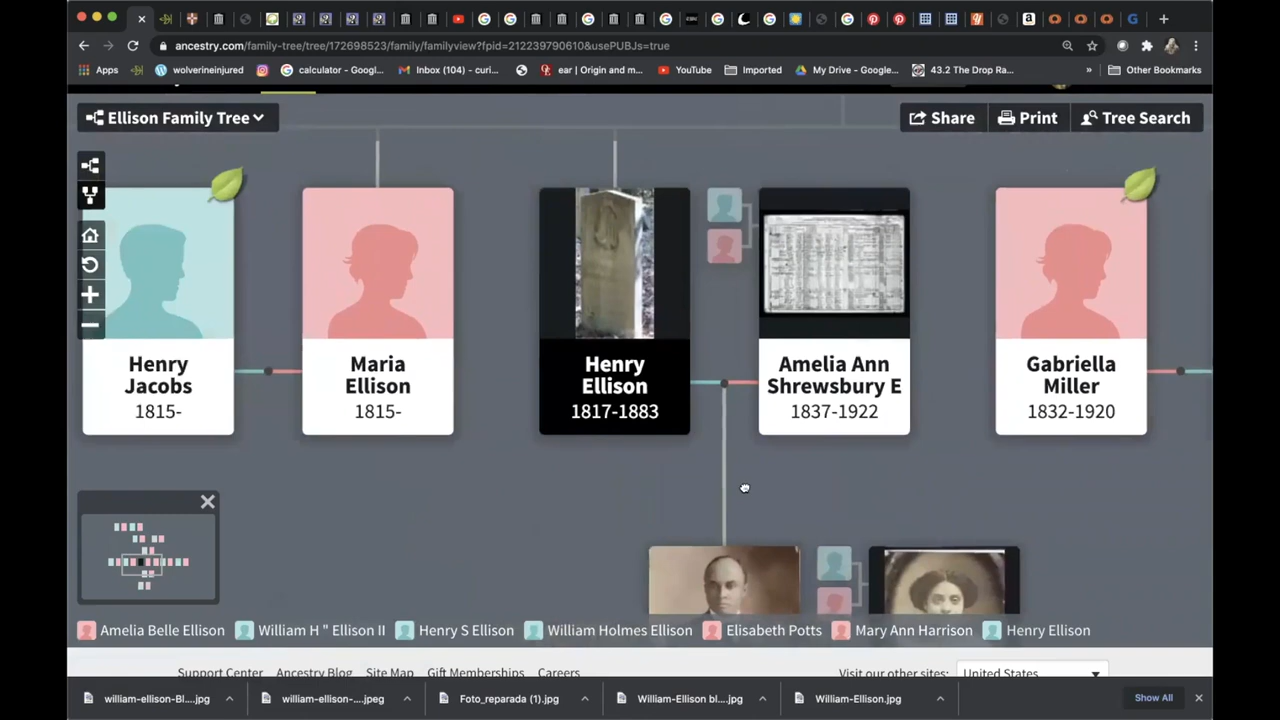 ancestry.com/family-tree/tree/172698523/family/familyview?fpid=212239790610&usePUBJs=true
Apps
wolverineinjured
calculator - Googl...
Inbox (104) - curi...
ear | Origin and m...
YouTube
Imported
My Drive - Google...
43.2 The Drop Ra...
»
Other Bookmarks
Ellison Family Tree
Share
Print
Tree Search
Henry
Jacobs
1815-
Maria
Ellison
1815-
Henry
Ellison
1817-1883
Amelia Ann
Shrewsbury E
1837-1922
Gabriella
Miller
1832-1920
Amelia Belle Ellison
William H " Ellison II
Henry S Ellison
William Holmes Ellison
Elisabeth Potts
Mary Ann Harrison
Henry Ellison
Support Center
Ancestry Blog
Site Map
Gift Memberships
Careers
Visit our other sites:
United States
william-ellison-Bl....jpg
william-ellison-....jpeg
Foto_reparada (1).jpg
William-Ellison bl....jpg
William-Ellison.jpg
Show All